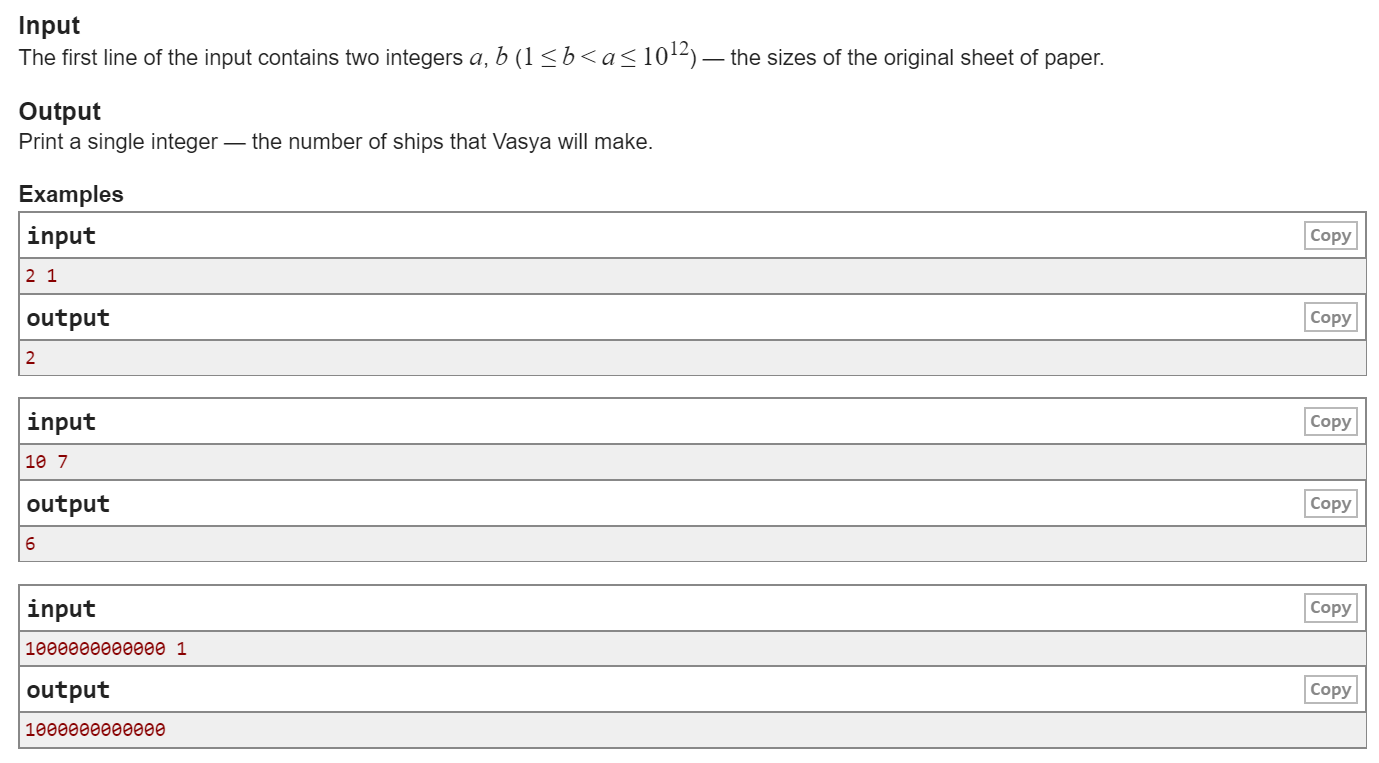 Input
The first line of the input contains two integers a, b (1 ≤ b < a ≤ 10^12) — the sizes of the original sheet of paper.
Output
Print a single integer — the number of ships that Vasya will make.
Examples
input
Copy
2 1
output
Copy
2
input
Copy
10 7
output
Copy
6
input
Copy
1000000000000 1
output
Copy
1000000000000